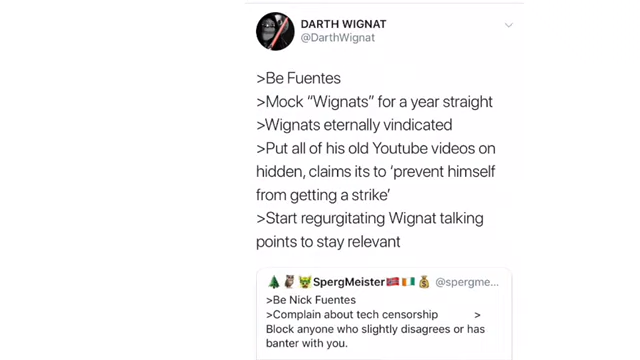 DARTH WIGNAT
@DarthWignat
>Be Fuentes
>Mock “Wignats” for a year straight
>Wignats eternally vindicated
>Put all of his old Youtube videos on
hidden, claims its to ‘prevent himself
from getting a strike’
>Start regurgitating Wignat talking
points to stay relevant
SpergMeister @spergme...
>Be Nick Fuentes
>Complain about tech censorship >
Block anyone who slightly disagrees or has
banter with you.